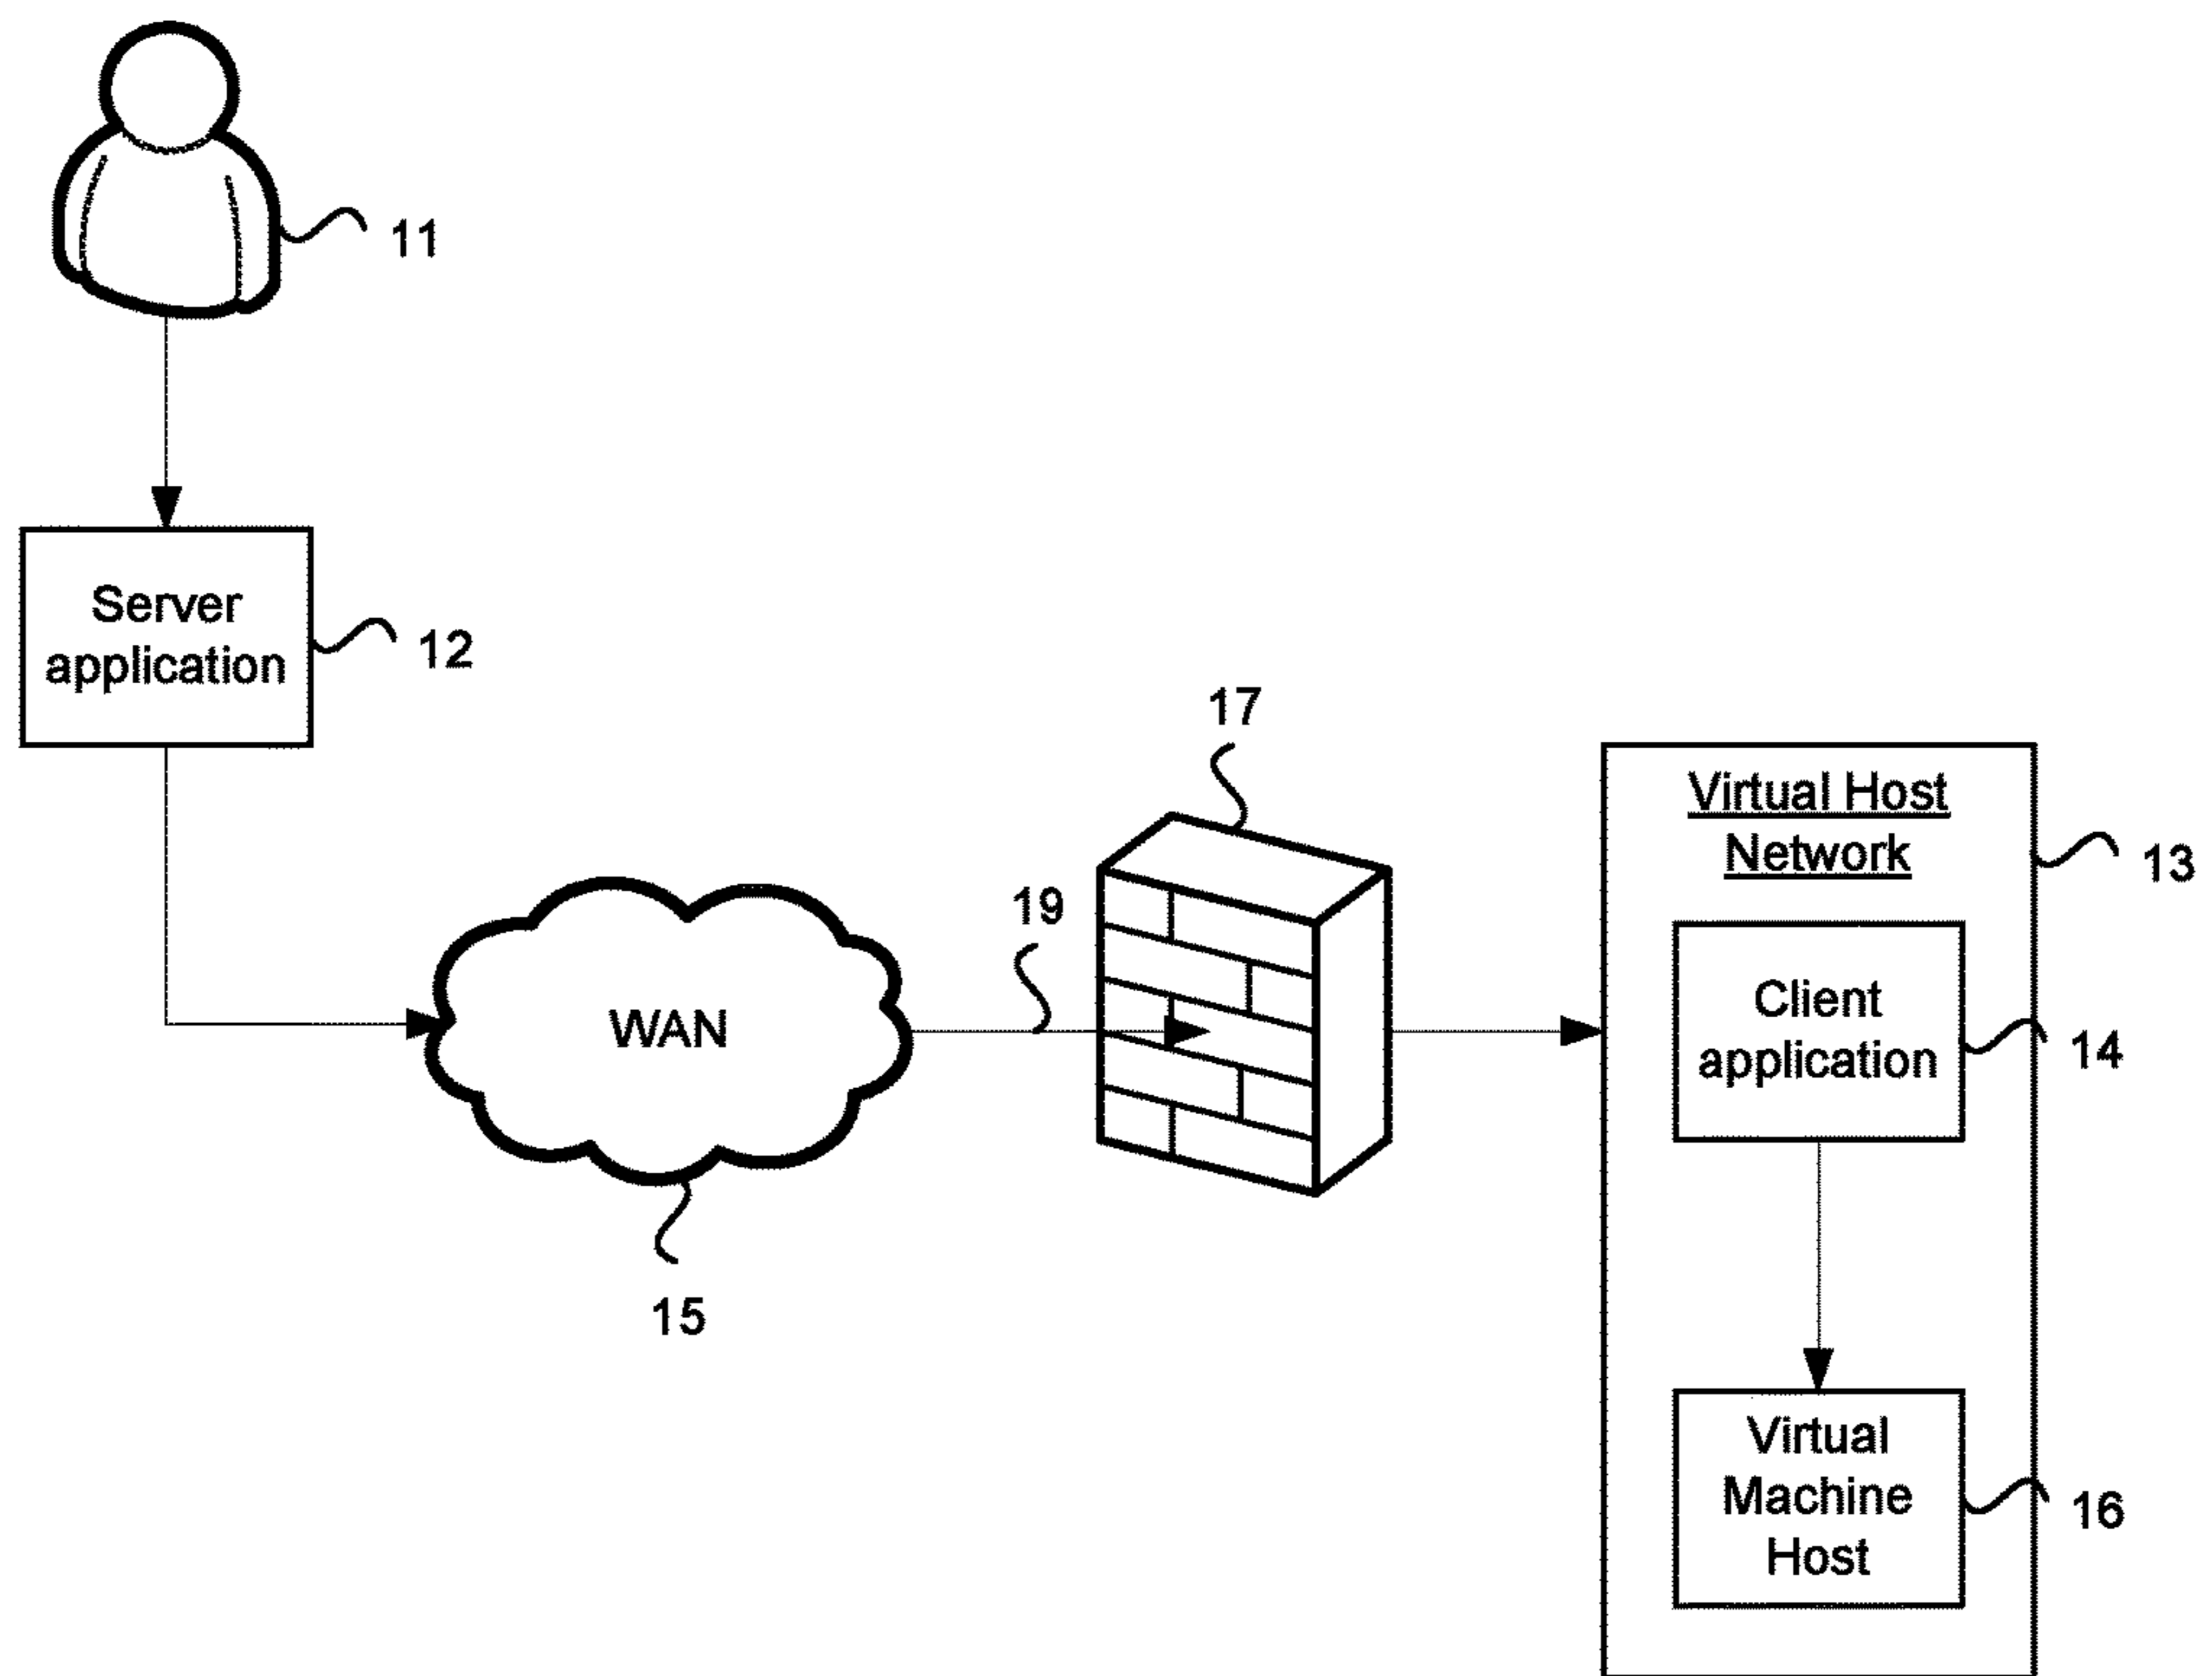 11
Server
application
12
17
Virtual Host
Network
13
19
WAN
Client
application
14
15
Virtual
Machine
Host
16